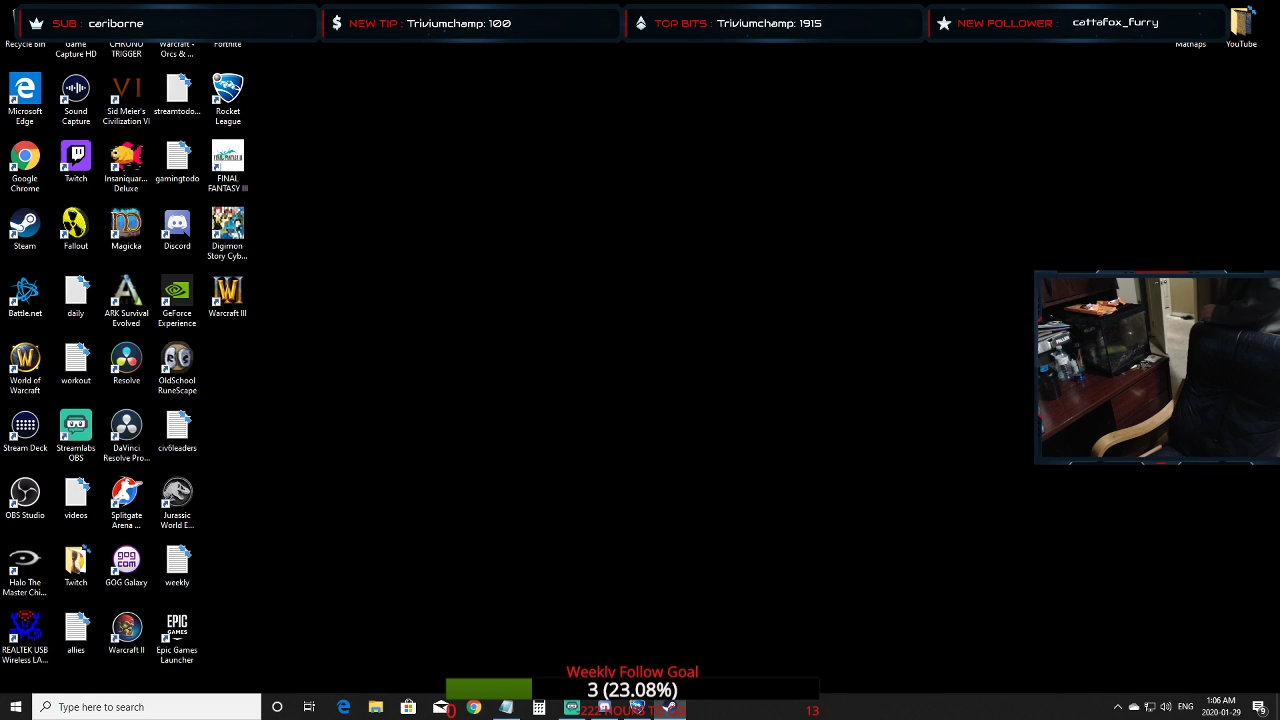 SUB : cariborne
NEW TIP : Triviumchamp: 100
TOP BITS : Triviumchamp: 1915
NEW FOLLOWER : cattafox_furry
Recycle Bin
Game Capture HD
CHRONO TRIGGER
Warcraft - Orcs & ...
Fortnite
Mathaps
YouTube
Microsoft Edge
Sound Capture
Sid Meier's Civilization VI
streamtodo...
Rocket League
Google Chrome
Twitch
Insaniquar... Deluxe
gamingtodo
FINAL FANTASY III
Steam
Fallout
Magicka
Discord
Digimon Story Cyb...
Battle.net
daily
ARK Survival Evolved
GeForce Experience
Warcraft III
World of Warcraft
workout
Resolve
OldSchool RuneScape
Stream Deck
Streamlabs OBS
DaVinci Resolve Pro...
civ6leaders
OBS Studio
videos
Splitgate Arena ...
Jurassic World E...
Halo The Master Chi...
Twitch
GOG Galaxy
weekly
REALTEK USB Wireless LA...
allies
Warcraft II
Epic Games Launcher
Weekly Follow Goal
3 (23.08%)
0
222 HOURS TO GO
13
Type here to search
ENG
1:06 AM
2020-01-29